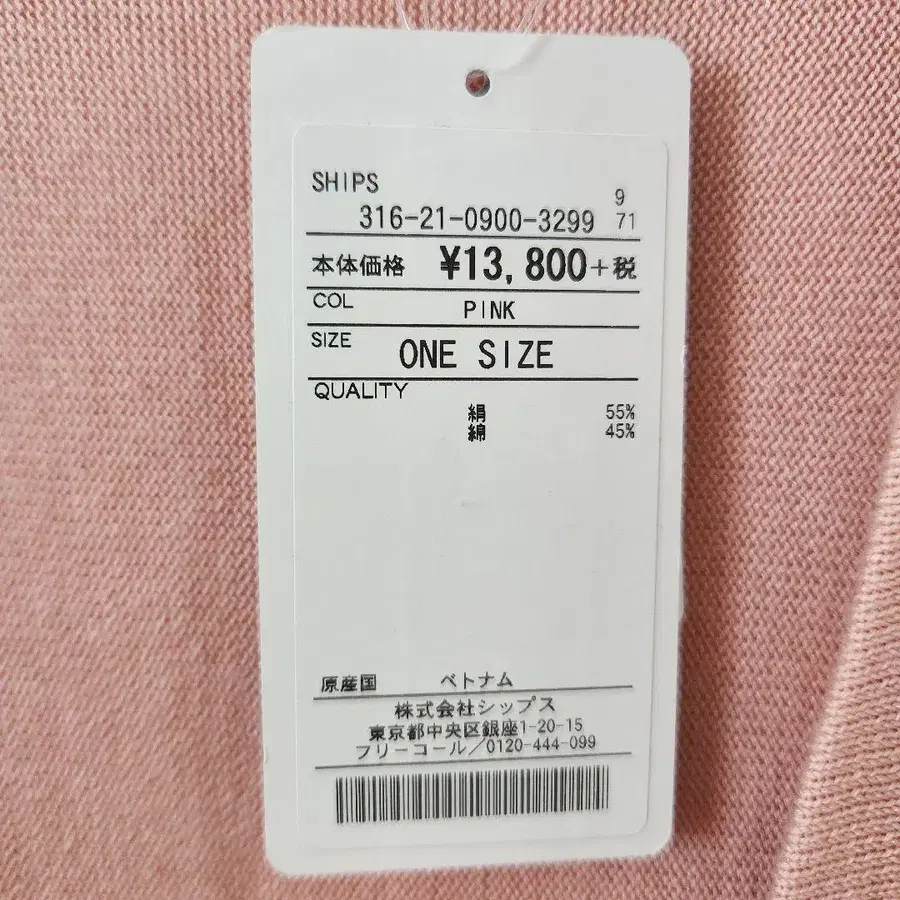 SHIPS
9
316-21-0900-3299 71
本体価格 ¥13,800+税
COL PINK
SIZE ONE SIZE
QUALITY
絹 55%
綿 45%
原産国 ベトナム
株式会社シップス
東京都中央区銀座1-20-15
フリーコール/0120-444-099